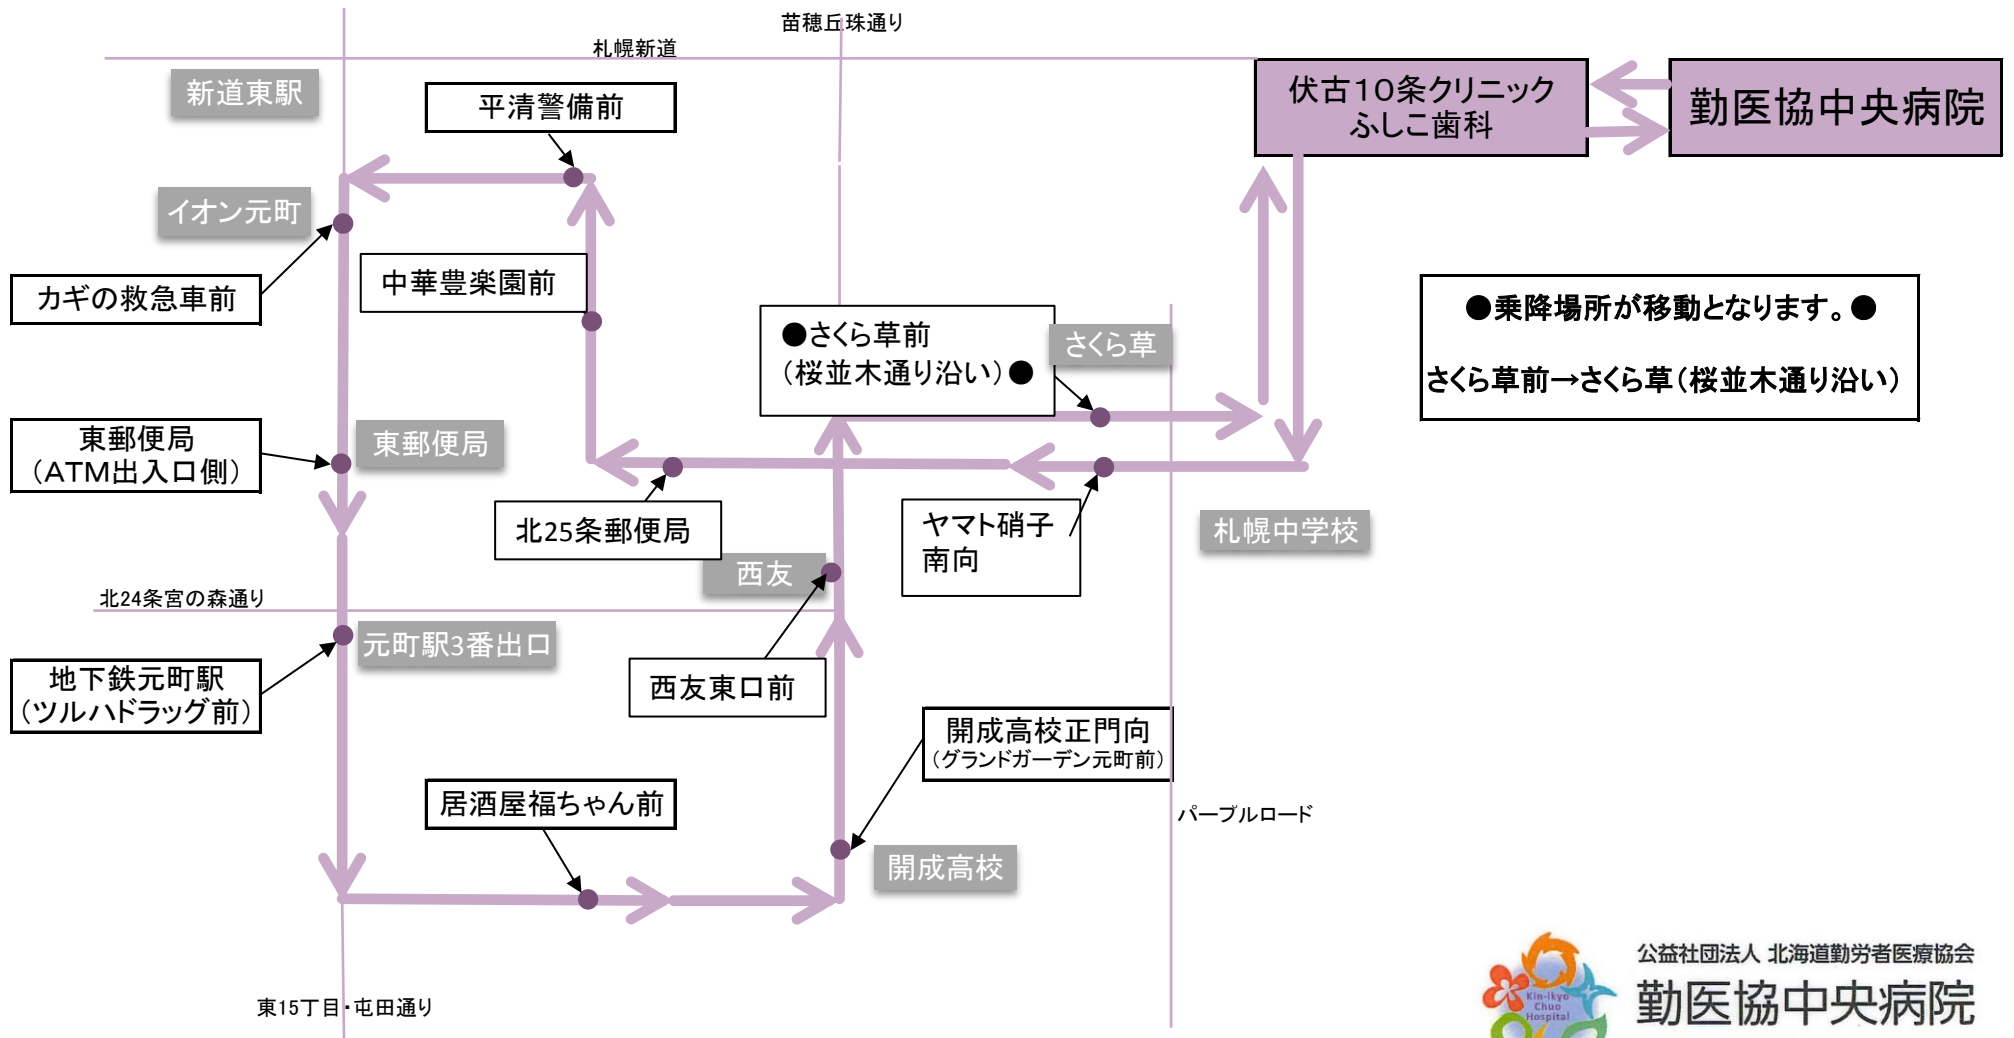 苗穂丘珠通り
札幌新道
新道東駅
平清警備前
伏古10条クリニック
ふしこ歯科
勤医協中央病院
イオン元町
カギの救急車前
中華豊楽園前
●さくら草前
（桜並木通り沿い）●
さくら草
●乗降場所が移動となります。●
さくら草前→さくら草（桜並木通り沿い）
東郵便局
（ATM出入口側）
東郵便局
北25条郵便局
ヤマト硝子
南向
札幌中学校
西友
北24条宮の森通り
元町駅3番出口
地下鉄元町駅
（ツルハドラッグ前）
西友東口前
開成高校正門向
（グランドガーデン元町前）
居酒屋福ちゃん前
パープルロード
開成高校
東15丁目・屯田通り
Kin-ikyo
Chuo
Hospital
公益社団法人 北海道勤労者医療協会
勤医協中央病院